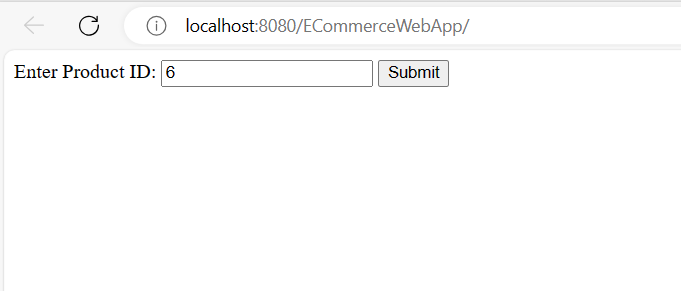 localhost:8080/ECommerceWebApp/
Enter Product ID: 6 Submit